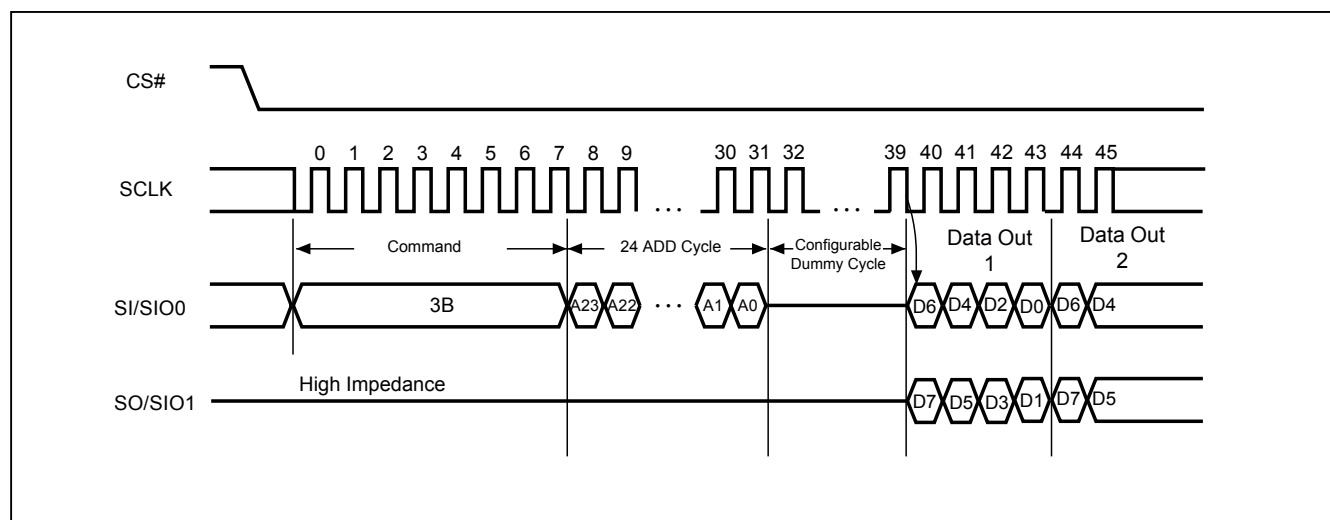 CS#
0 1 2 3 4 5 6 7 8 9 30 31 32 39 40 41 42 43 44 45
SCLK
... ...
Command 24 ADD Cycle Configurable Dummy Cycle Data Out 1 Data Out 2
SI/SIO0 3B A23 A22 ... A1 A0 D6 D4 D2 D0 D6 D4
High Impedance
SO/SIO1 D7 D5 D3 D1 D7 D5